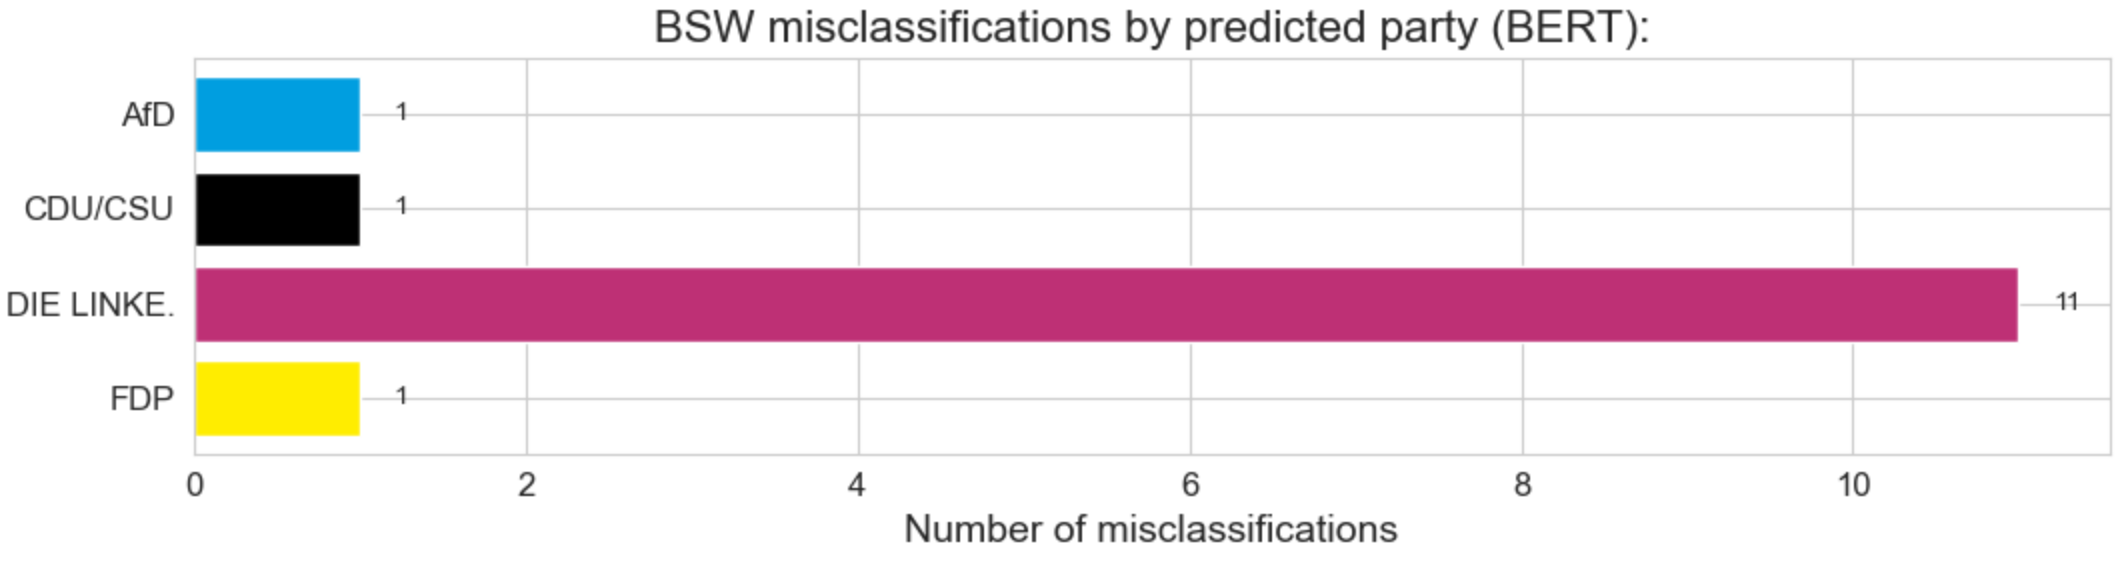 BSW misclassifications by predicted party (BERT):
AfD 1
CDU/CSU 1
DIE LINKE. 11
FDP 1
0 2 4 6 8 10
Number of misclassifications